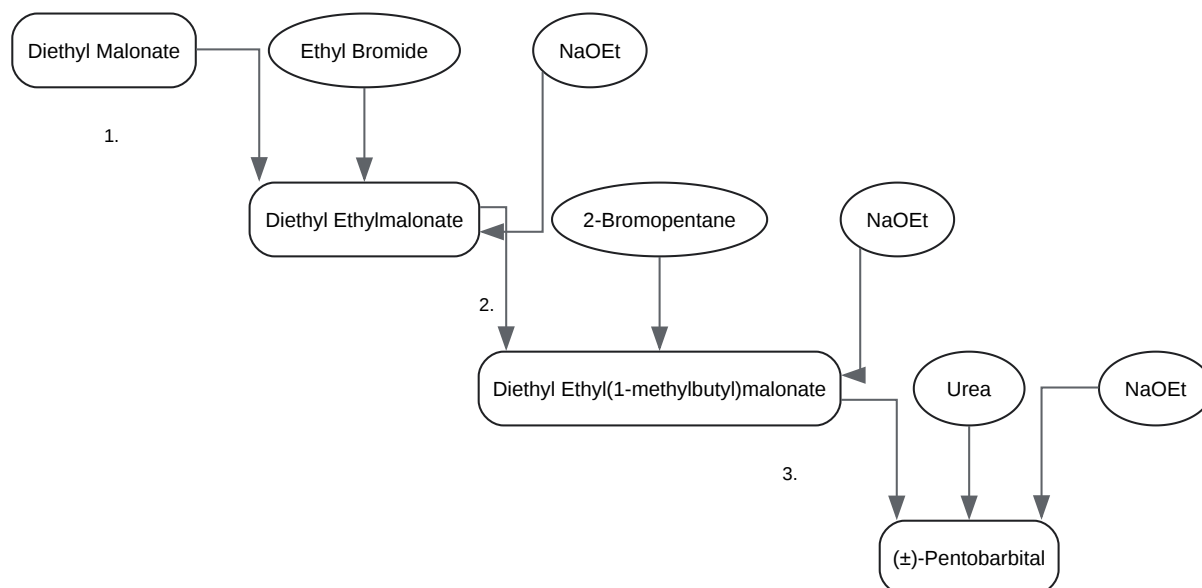 Diethyl Malonate
Ethyl Bromide
NaOEt
1.
Diethyl Ethylmalonate
2-Bromopentane
NaOEt
2.
Diethyl Ethyl(1-methylbutyl)malonate
Urea
NaOEt
3.
(±)-Pentobarbital